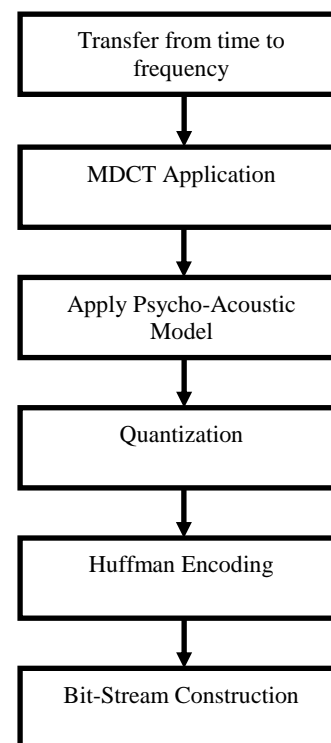 Transfer from time to
frequency
MDCT Application
Apply Psycho-Acoustic
Model
Quantization
Huffman Encoding
Bit-Stream Construction